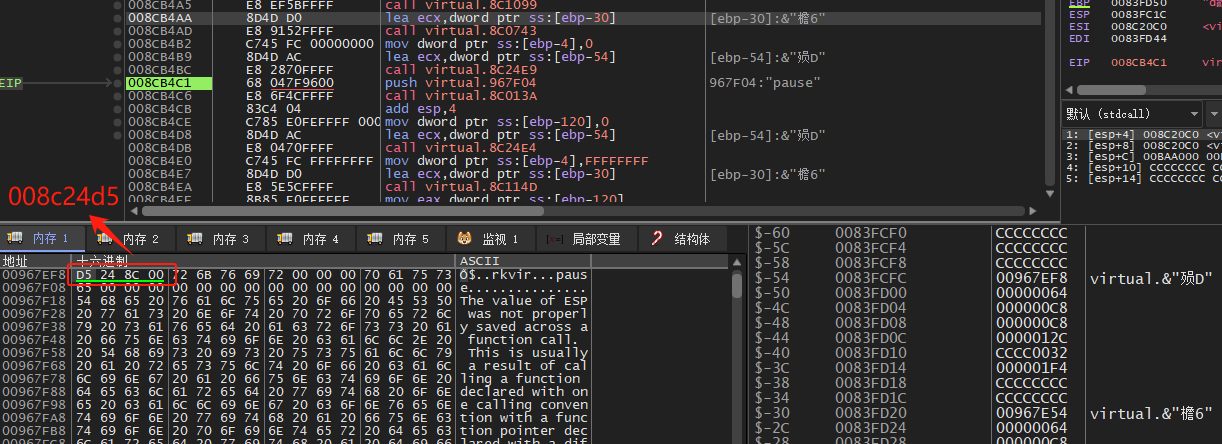 008CB4A5 E8 EF5BFFFF call virtual.8C1099
008CB4AA 8D4D D0 lea ecx,dword ptr ss:[ebp-30] [ebp-30]:&"檐6"
008CB4AD E8 9152FFFF call virtual.8C0743
008CB4B2 C745 FC 00000000 mov dword ptr ss:[ebp-4],0
008CB4B9 8D4D AC lea ecx,dword ptr ss:[ebp-54] [ebp-54]:&"殒D"
008CB4BC E8 2870FFFF call virtual.8C24E9
EIP 008CB4C1 68 047F9600 push virtual.967F04 967F04:"pause"
008CB4C6 E8 6F4CFFFF call virtual.8C013A
008CB4CB 83C4 04 add esp,4
008CB4CE C785 E0FEFFFF 000 mov dword ptr ss:[ebp-120],0
008CB4D8 8D4D AC lea ecx,dword ptr ss:[ebp-54] [ebp-54]:&"殒D"
008CB4DB E8 0470FFFF call virtual.8C24E4
008CB4E0 C745 FC FFFFFFFF mov dword ptr ss:[ebp-4],FFFFFFFF
008CB4E7 8D4D D0 lea ecx,dword ptr ss:[ebp-30] [ebp-30]:&"檐6"
008CB4EA E8 5E5CFFFF call virtual.8C114D
EBP 0083FD50
ESP 0083FC1C
ESI 008C20C0 <vi
EDI 0083FD44
EIP 008CB4C1 vir
默认 (stdcall)
1: [esp+4] 008C20C0 <v
2: [esp+8] 008C20C0 <v
3: [esp+C] 00BAA000 00
4: [esp+10] CCCCCCCC CC
5: [esp+14] CCCCCCCC CC
008c24d5
内存 1 内存 2 内存 3 内存 4 内存 5 监视 1 局部变量 结构体
地址 十六进制 ASCII
00967EF8 D5 24 8C 00 72 6B 76 69 72 00 00 00 70 61 75 73 Õ$..rkvir...paus
00967F08 65 00 00 00 00 00 00 00 00 00 00 00 00 00 00 00 e...............
00967F18 54 68 65 20 76 61 6C 75 65 20 6F 66 20 45 53 50 The value of ESP
00967F28 20 77 61 73 20 6E 6F 74 20 70 72 6F 70 65 72 6C was not properl
00967F38 79 20 73 61 76 65 64 20 61 63 72 6F 73 73 20 61 y saved across a
00967F48 20 66 75 6E 63 74 69 6F 6E 20 63 61 6C 6C 2E 20 function call.
00967F58 20 54 68 69 73 20 69 73 20 75 73 75 61 6C 6C 79 This is usually
00967F68 20 61 20 72 65 73 75 6C 74 20 6F 66 20 63 61 6C a result of cal
00967F78 6C 69 6E 67 20 61 20 66 75 6E 63 74 69 6F 6E 20 ling a function
00967F88 64 65 63 6C 61 72 65 64 20 77 69 74 68 20 6F 6E declared with on
00967F98 65 20 63 61 6C 6C 69 6E 67 20 63 6F 6E 76 65 6E e calling conven
00967FA8 74 69 6F 6E 20 77 69 74 68 20 61 20 66 75 6E 63 tion with a func
00967FB8 74 69 6F 6E 20 70 6F 69 6E 74 65 72 20 64 65 63 tion pointer dec
$-60 0083FCF0 CCCCCCCC
$-5C 0083FCF4 CCCCCCCC
$-58 0083FCF8 CCCCCCCC
$-54 0083FCFC 00967EF8 virtual.&"殒D"
$-50 0083FD00 00000064
$-4C 0083FD04 000000C8
$-48 0083FD08 000000C8
$-44 0083FD0C 0000012C
$-40 0083FD10 CCCC0032
$-3C 0083FD14 000001F4
$-38 0083FD18 CCCCCCCC
$-34 0083FD1C CCCCCCCC
$-30 0083FD20 00967E54 virtual.&"檐6"
$-2C 0083FD24 00000064
$-28 0083FD28 000000C8